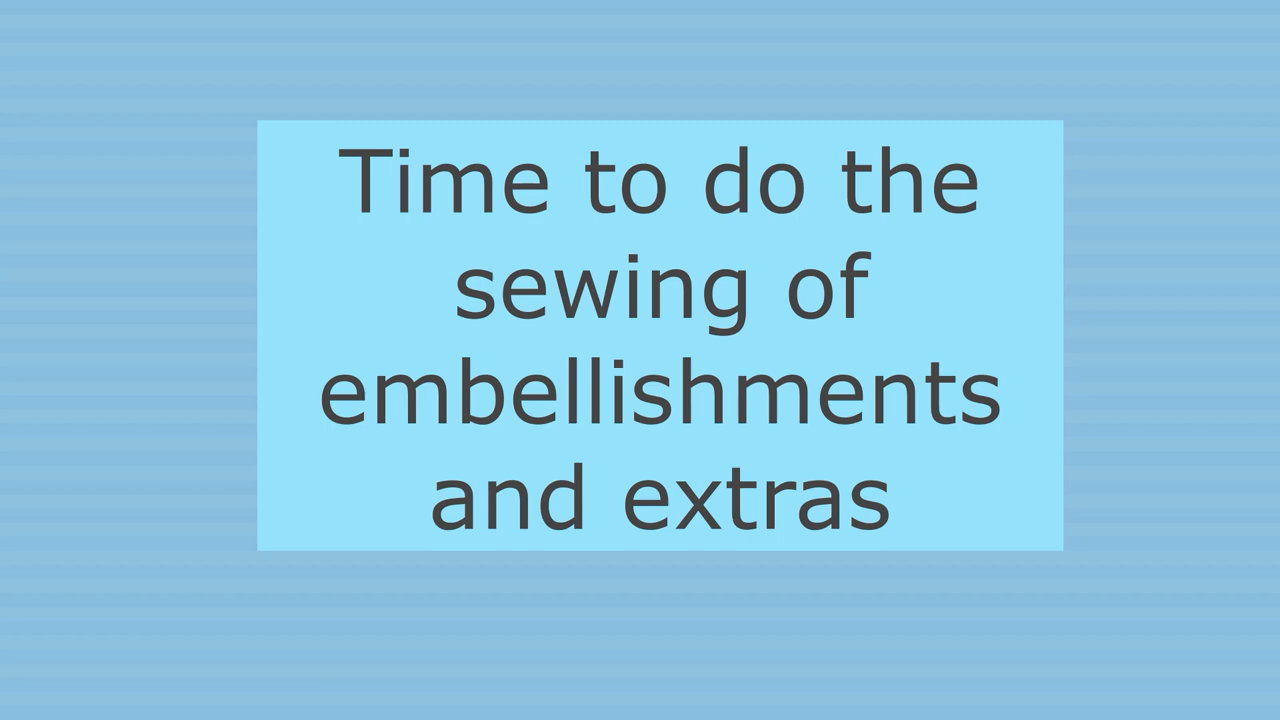 Time to do the
sewing of
embellishments
and extras